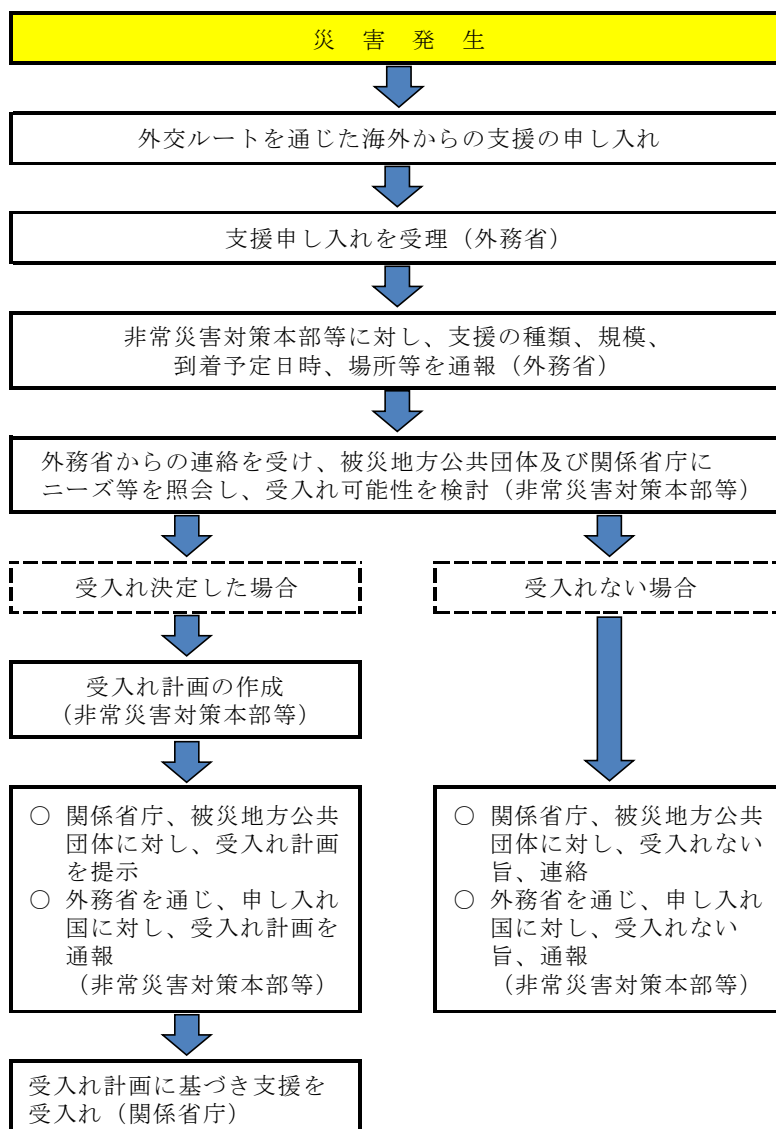 災 害 発 生
外交ルートを通じた海外からの支援の申し入れ
支援申し入れを受理（外務省）
非常災害対策本部等に対し、支援の種類、規模、
到着予定日時、場所等を通報（外務省）
外務省からの連絡を受け、被災地方公共団体及び関係省庁に
ニーズ等を照会し、受入れ可能性を検討（非常災害対策本部等）
受入れ決定した場合
受入れない場合
受入れ計画の作成
（非常災害対策本部等）
○ 関係省庁、被災地方公共
団体に対し、受入れ計画
を提示
○ 外務省を通じ、申し入れ
国に対し、受入れ計画を
通報
（非常災害対策本部等）
○ 関係省庁、被災地方公共
団体に対し、受入れない
旨、連絡
○ 外務省を通じ、申し入れ
国に対し、受入れない
旨、通報
（非常災害対策本部等）
受入れ計画に基づき支援を
受入れ（関係省庁）